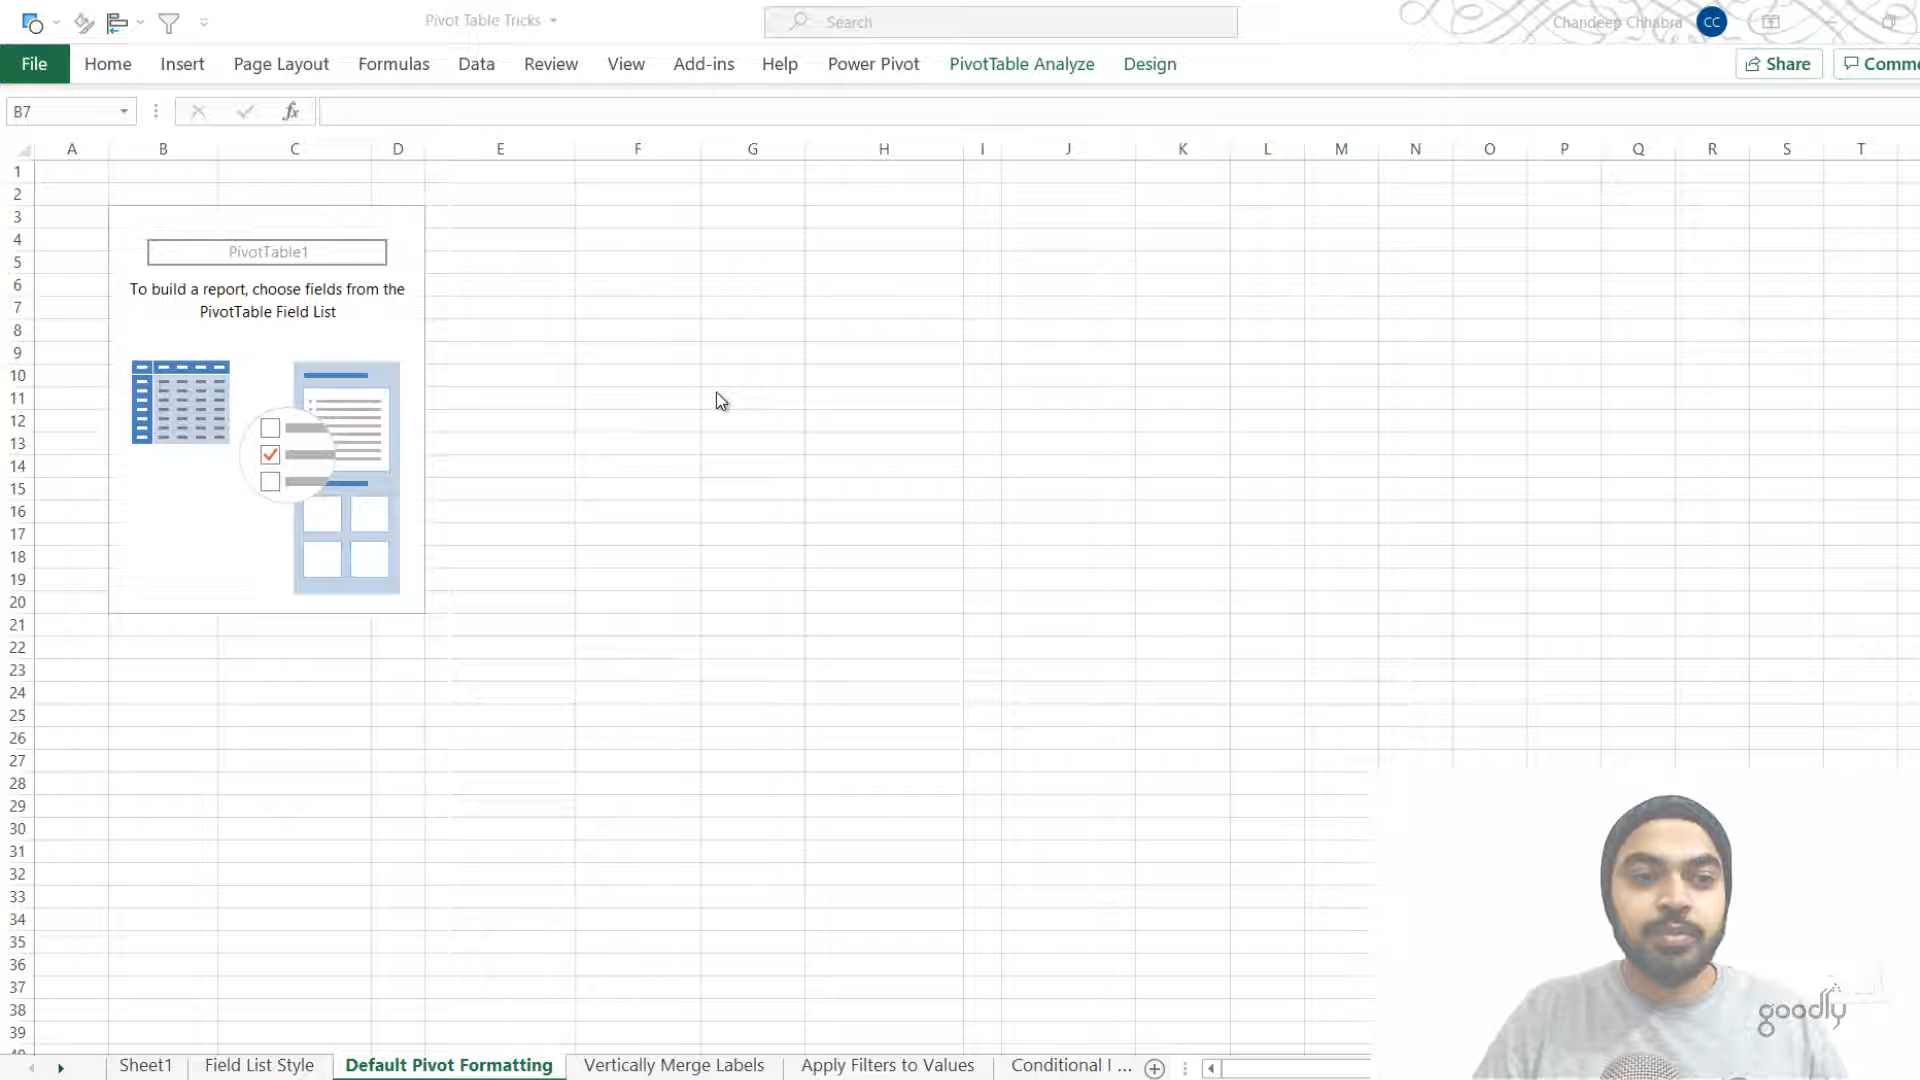 Pivot Table Tricks
Search
Chandeep Chhabra
CC
File Home Insert Page Layout Formulas Data Review View Add-ins Help Power Pivot PivotTable Analyze Design
Share
Comme
B7
fx
A B C D E F G H I J K L M N O P Q R S T
1
2
3
4
5
6
7
8
9
10
11
12
13
14
15
16
17
18
19
20
21
22
23
24
25
26
27
28
29
30
31
32
33
34
35
36
37
38
39
PivotTable1
To build a report, choose fields from the
PivotTable Field List
goodly
Sheet1 Field List Style Default Pivot Formatting Vertically Merge Labels Apply Filters to Values Conditional I ...